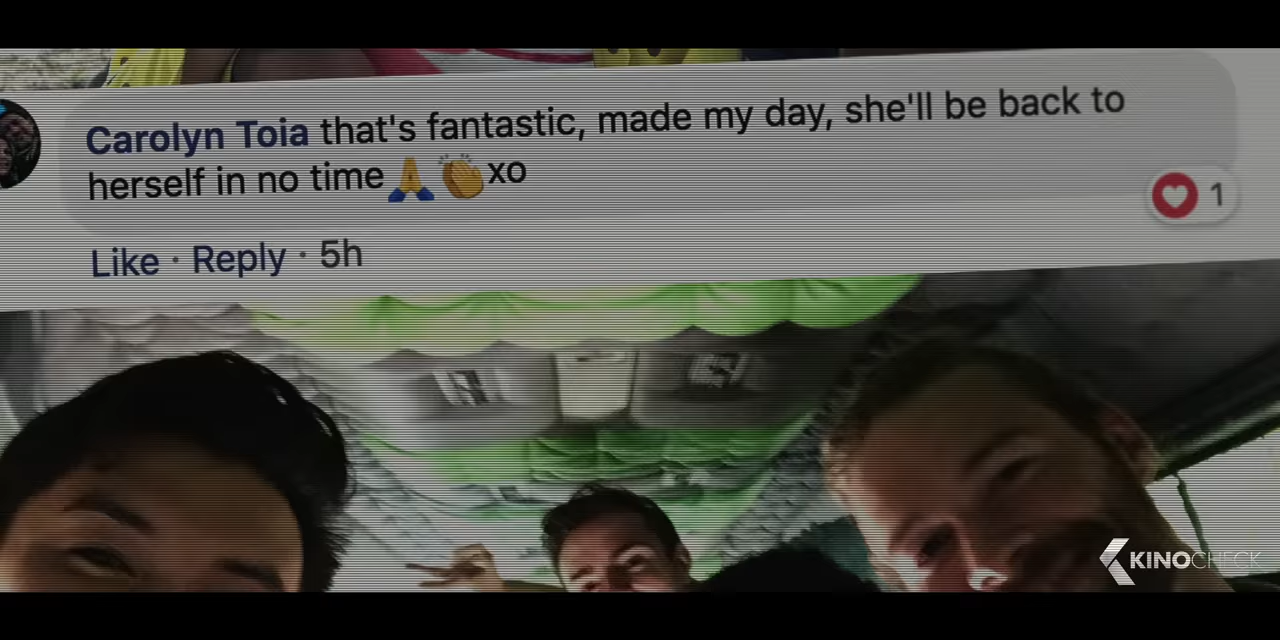 Carolyn Toia that's fantastic, made my day, she'll be back to
herself in no time🙏👏xo
1
Like · Reply · 5h
KINOCHECK